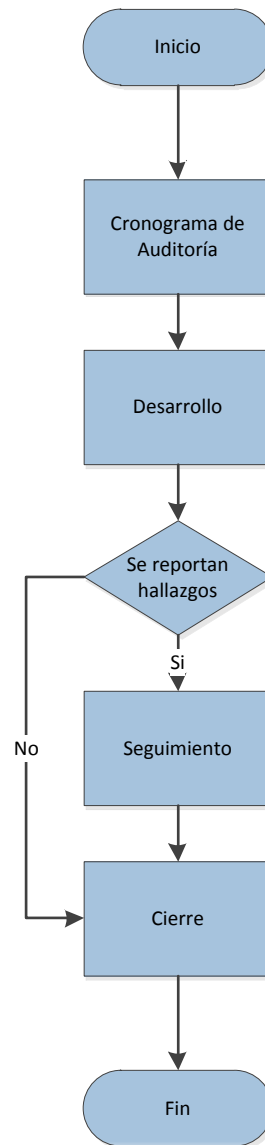 Inicio
Cronograma de
Auditoría
Desarrollo
Se reportan
hallazgos
Si
No
Seguimiento
Cierre
Fin